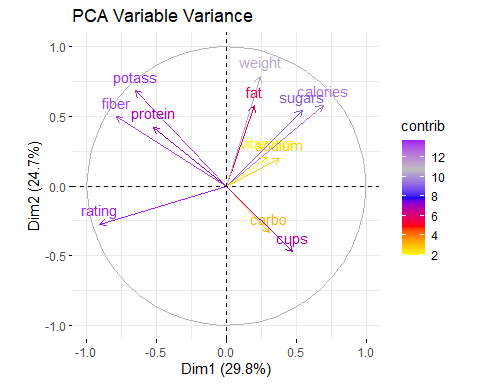 PCA Variable Variance
1.0
0.5
0.0
-0.5
-1.0
Dim2 (24.7%)
weight
potass
calories
fat
sugars
fiber
protein
sodium
rating
carbo
cups
-1.0 -0.5 0.0 0.5 1.0
Dim1 (29.8%)
contrib
12
10
8
6
4
2